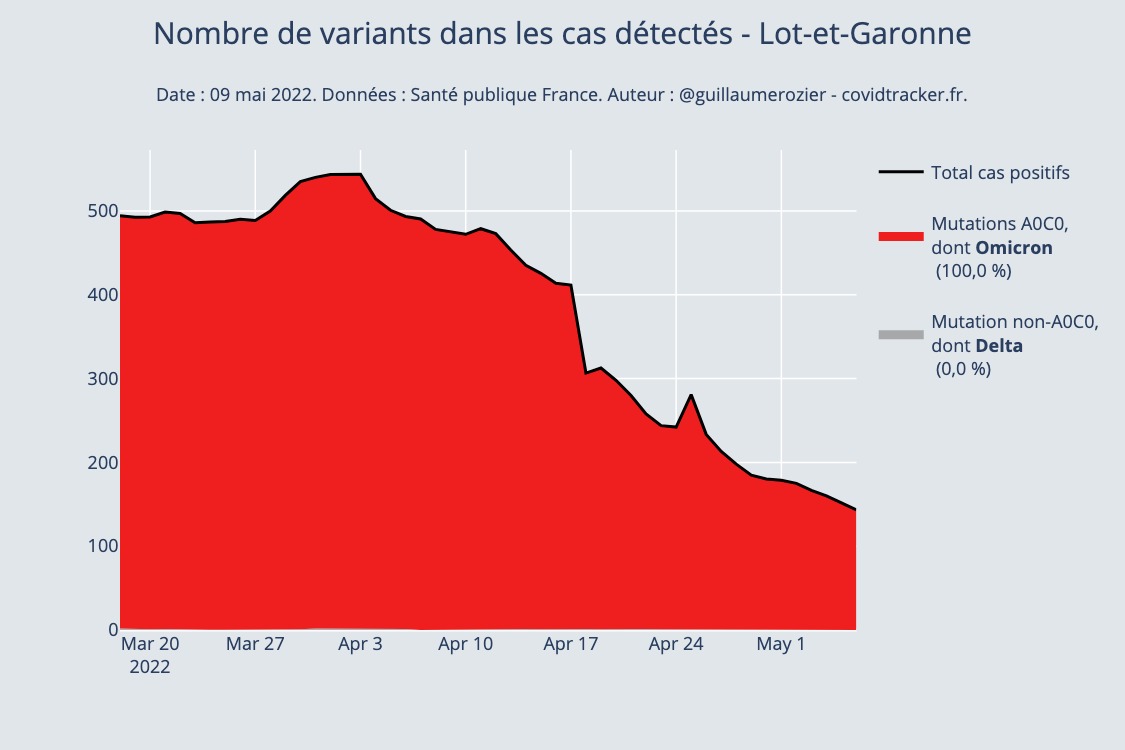 Nombre de variants dans les cas détectés - Lot-et-Garonne
Date : 09 mai 2022. Données : Santé publique France. Auteur : @guillaumerozier - covidtracker.fr.
Total cas positifs
Mutations A0C0,
dont Omicron
(100,0 %)
Mutation non-A0C0,
dont Delta
(0,0 %)
500
400
300
200
100
0
Mar 20
2022
Mar 27
Apr 3
Apr 10
Apr 17
Apr 24
May 1